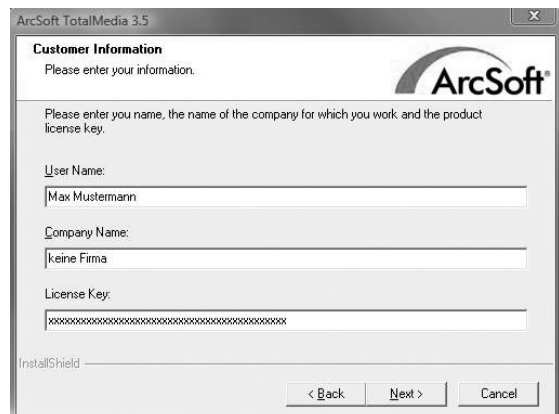 ArcSoft TotalMedia 3.5
Customer Information
Please enter your information.
ArcSoft®
Please enter you name, the name of the company for which you work and the product
license key.
User Name:
Max Mustermann
Company Name:
keine Firma
License Key:
xxxxxxxxxxxxxxxxxxxxxxxxxxxxxxxxxxxxxxxxxxx
InstallShield
< Back
Next >
Cancel